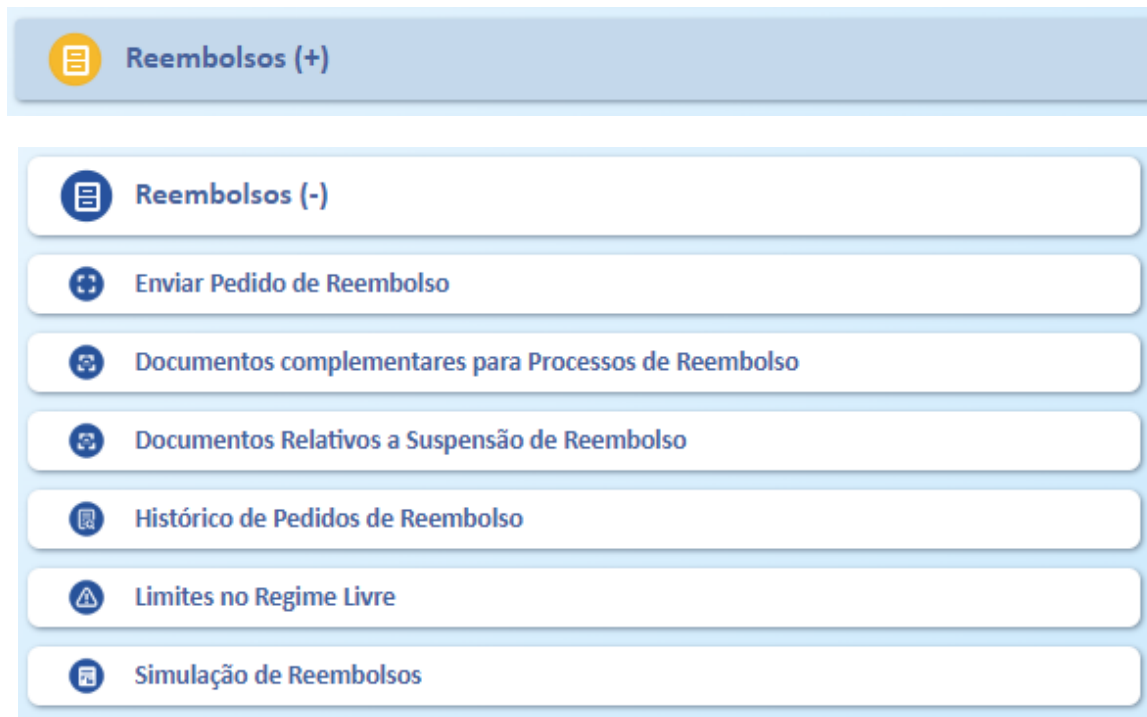 Reembolsos (+)
Reembolsos (-)
Enviar Pedido de Reembolso
Documentos complementares para Processos de Reembolso
Documentos Relativos a Suspensão de Reembolso
Histórico de Pedidos de Reembolso
Limites no Regime Livre
Simulação de Reembolsos